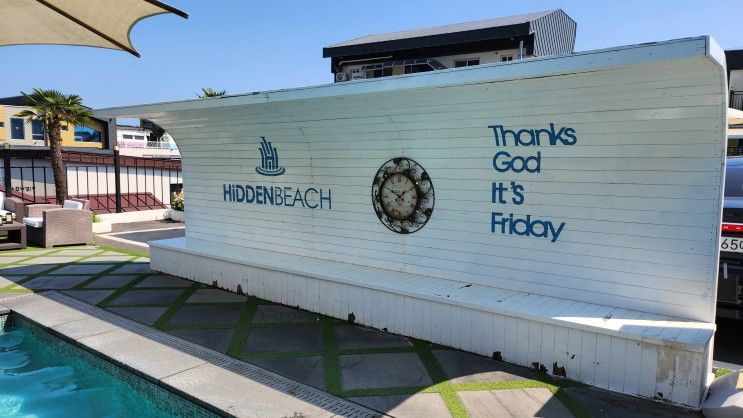 HiDDENBEACH
Thanks
God
It's
Friday